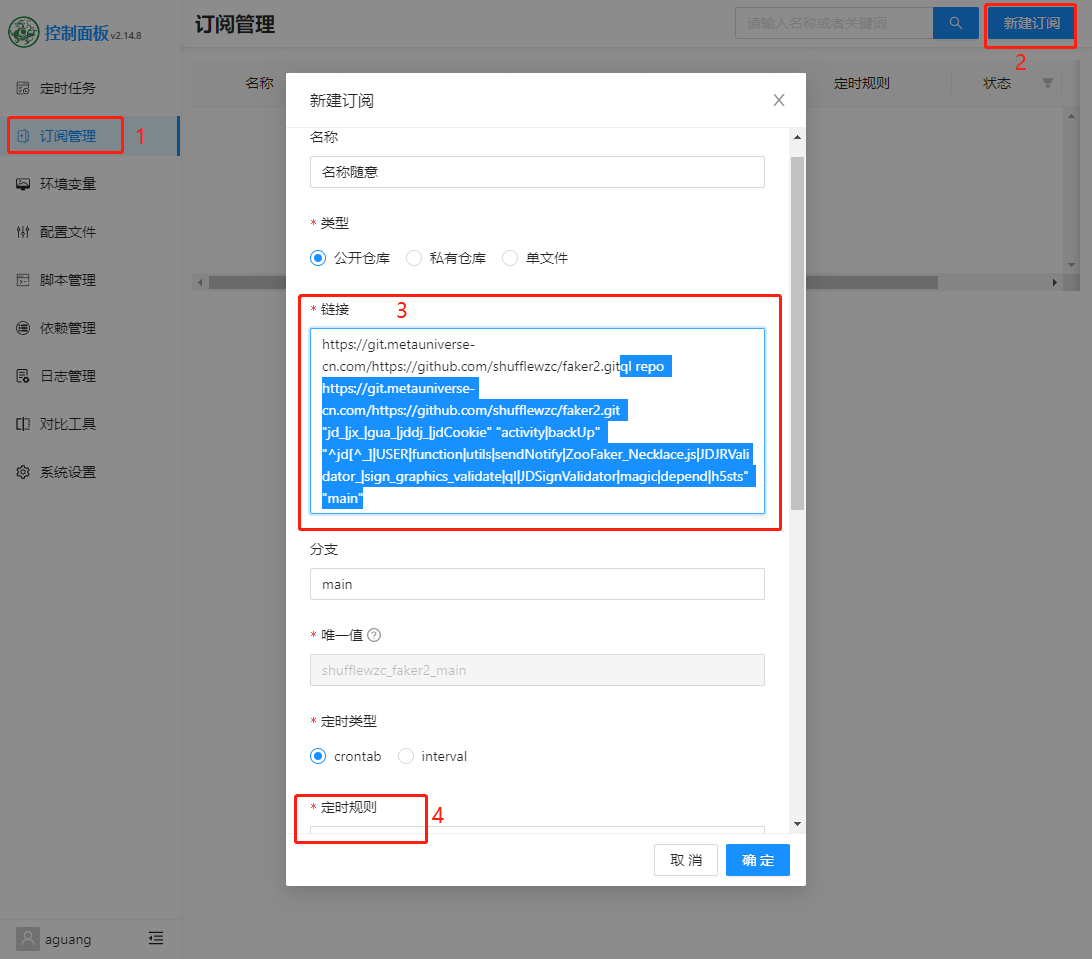 控制面板 v2.14.8
订阅管理
请输入名称或者关键词
新建订阅
2
定时任务
订阅管理
1
环境变量
配置文件
脚本管理
依赖管理
日志管理
对比工具
系统设置
aguang
名称
定时规则
状态
新建订阅
名称
名称随意
* 类型
公开仓库
私有仓库
单文件
* 链接
3
https://git.metauniverse-
cn.com/https://github.com/shufflewzc/faker2.gitql repo
https://git.metauniverse-
cn.com/https://github.com/shufflewzc/faker2.git
"jd_|jx_|gua_|jddj_|jdCookie" "activity|backUp"
"^jd[^_]|USER|function|utils|sendNotify|ZooFaker_Necklace.js|JDJRVali
dator_|sign_graphics_validate|ql|JDSignValidator|magic|depend|h5sts"
"main"
分支
main
* 唯一值
shufflewzc_faker2_main
* 定时类型
crontab
interval
* 定时规则
4
取 消
确 定